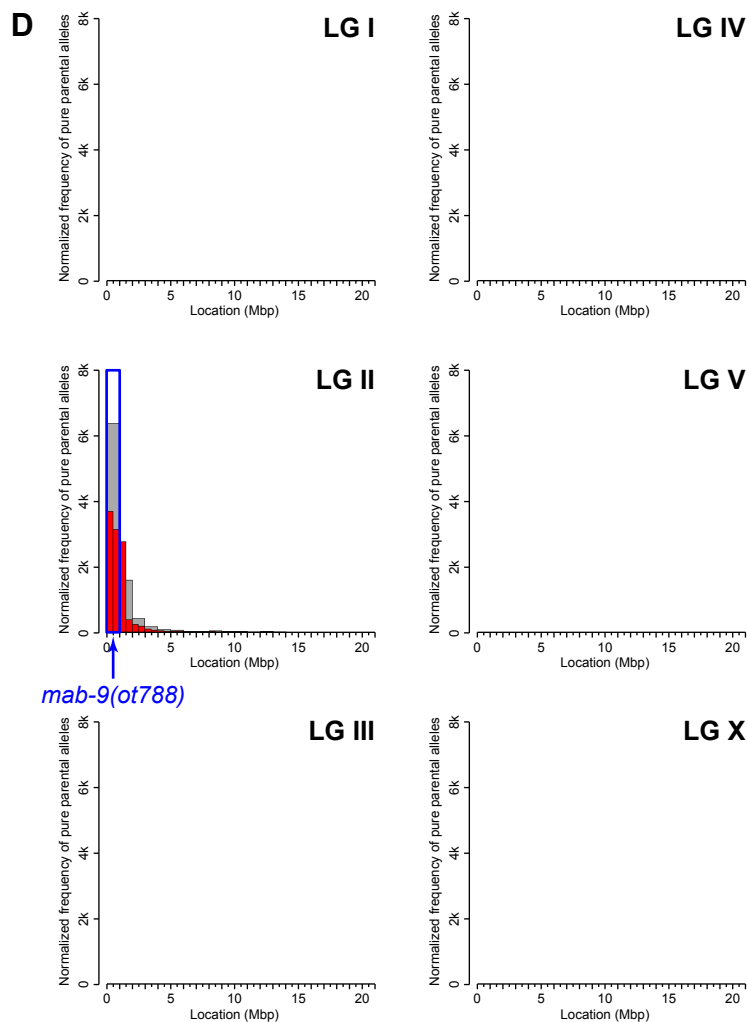 D
LG I
Normalized frequency of pure parental alleles
0 2k 4k 6k 8k
0 5 10 15 20
Location (Mbp)
LG IV
Normalized frequency of pure parental alleles
0 2k 4k 6k 8k
0 5 10 15 20
Location (Mbp)
LG II
Normalized frequency of pure parental alleles
0 2k 4k 6k 8k
0 5 10 15 20
Location (Mbp)
mab-9(ot788)
LG V
Normalized frequency of pure parental alleles
0 2k 4k 6k 8k
0 5 10 15 20
Location (Mbp)
LG III
Normalized frequency of pure parental alleles
0 2k 4k 6k 8k
0 5 10 15 20
Location (Mbp)
LG X
Normalized frequency of pure parental alleles
0 2k 4k 6k 8k
0 5 10 15 20
Location (Mbp)